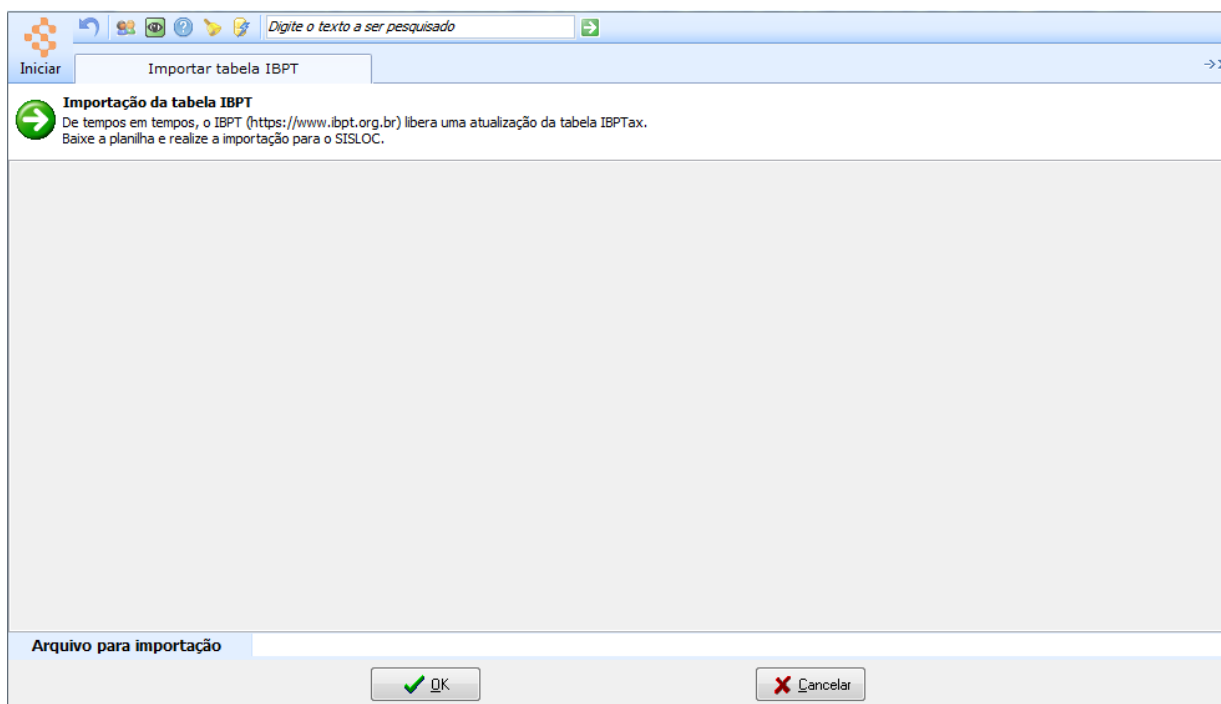 Digite o texto a ser pesquisado
Iniciar
Importar tabela IBPT
Importação da tabela IBPT
De tempos em tempos, o IBPT (https://www.ibpt.org.br) libera uma atualização da tabela IBPTax.
Baixe a planilha e realize a importação para o SISLOC.
Arquivo para importação
OK
Cancelar